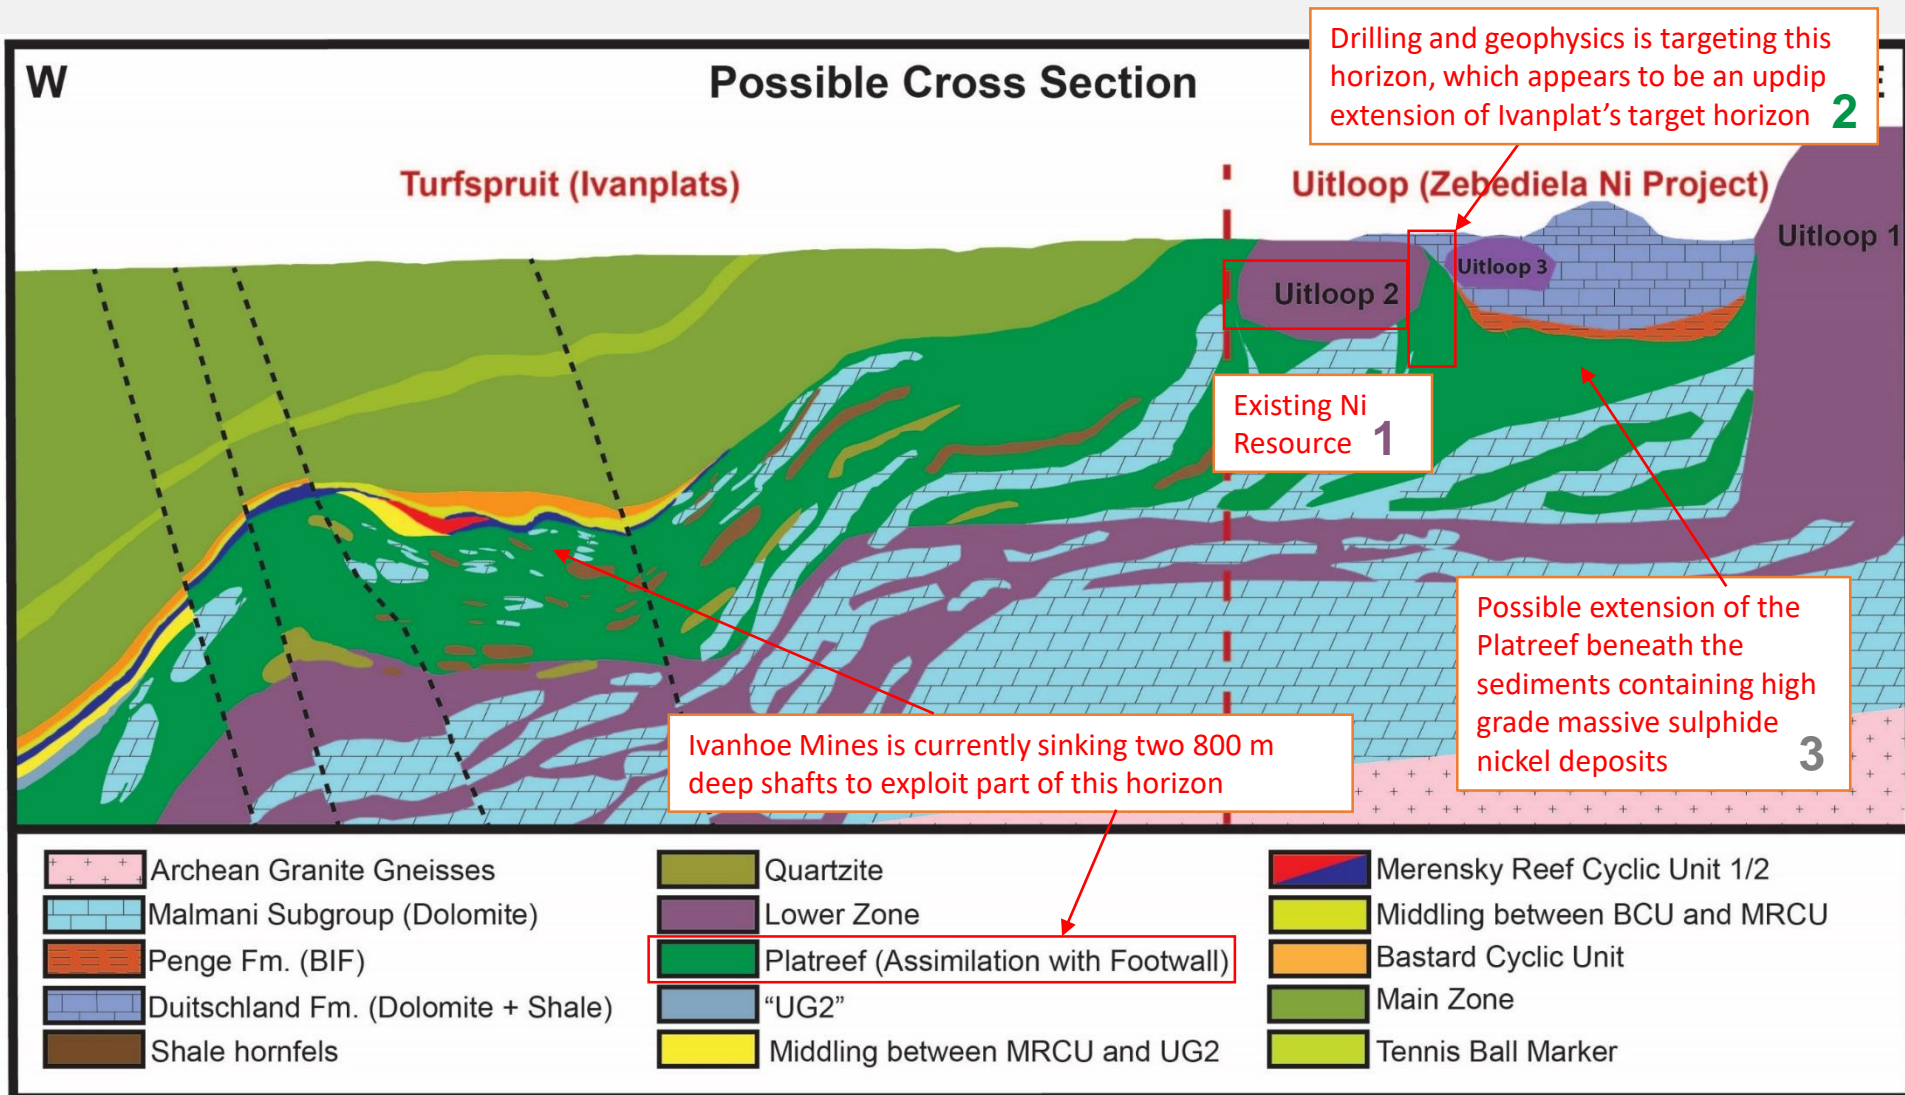 W
Possible Cross Section
E
Drilling and geophysics is targeting this
horizon, which appears to be an updip
extension of Ivanplat’s target horizon 2
Turfspruit (Ivanplats)
Uitloop (Zebediela Ni Project)
Uitloop 1
Uitloop 3
Uitloop 2
Existing Ni
Resource 1
Possible extension of the
Platreef beneath the
sediments containing high
grade massive sulphide
nickel deposits 3
Ivanhoe Mines is currently sinking two 800 m
deep shafts to exploit part of this horizon
Archean Granite Gneisses
Malmani Subgroup (Dolomite)
Penge Fm. (BIF)
Duitschland Fm. (Dolomite + Shale)
Shale hornfels
Quartzite
Lower Zone
Platreef (Assimilation with Footwall)
“UG2”
Middling between MRCU and UG2
Merensky Reef Cyclic Unit 1/2
Middling between BCU and MRCU
Bastard Cyclic Unit
Main Zone
Tennis Ball Marker